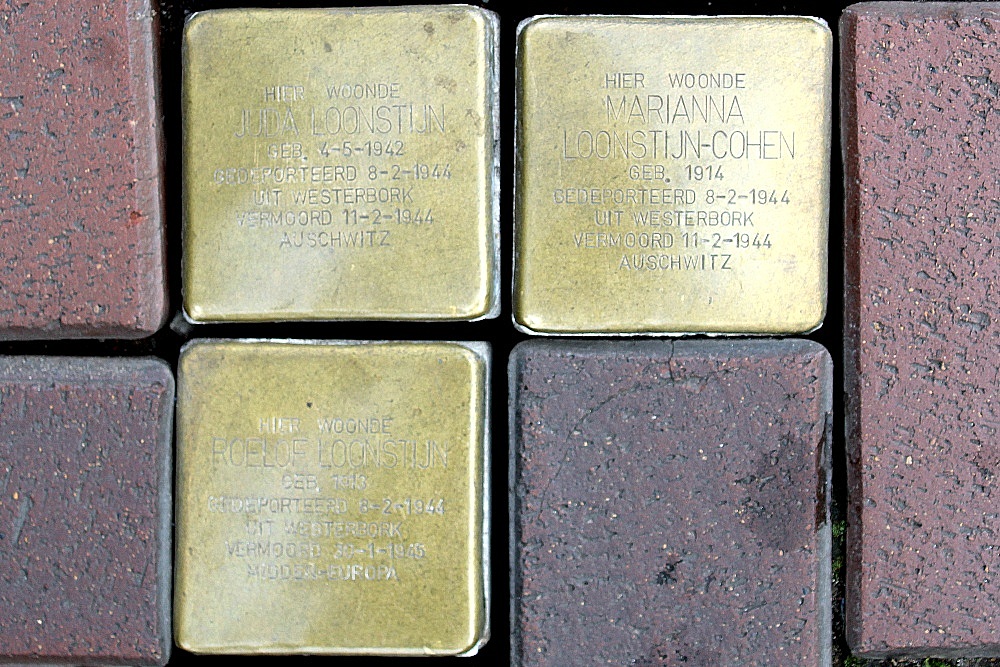 HIER WOONDE
JUDA LOONSTIJN
GEB. 4-5-1942
GEDEPORTEERD 8-2-1944
UIT WESTERBORK
VERMOORD 11-2-1944
AUSCHWITZ
HIER WOONDE
MARIANNA
LOONSTIJN-COHEN
GEB. 1914
GEDEPORTEERD 8-2-1944
UIT WESTERBORK
VERMOORD 11-2-1944
AUSCHWITZ
HIER WOONDE
ROELOF LOONSTIJN
GEB. 1913
GEDEPORTEERD 8-2-1944
UIT WESTERBORK
VERMOORD 30-1-1945
MIDDEN-EUROPA